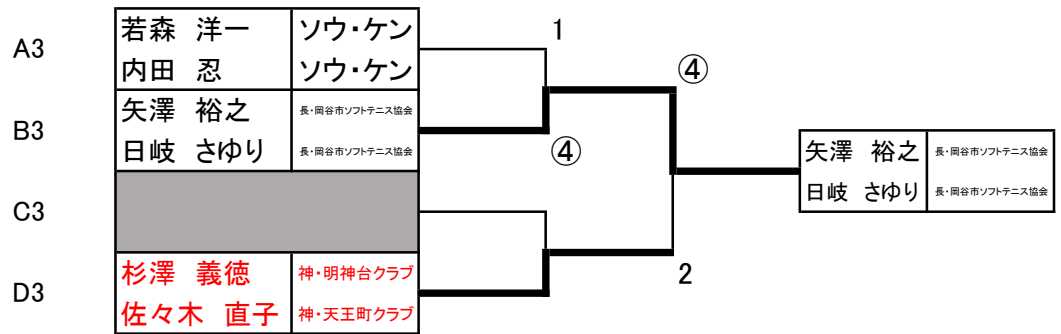 A3
若森 洋一 ソウ・ケン
内田 忍 ソウ・ケン
B3
矢澤 裕之 長・岡谷市ソフトテニス協会
日岐 さゆり 長・岡谷市ソフトテニス協会
C3
D3
杉澤 義徳 神・明神台クラブ
佐々木 直子 神・天王町クラブ
1
④
④
2
矢澤 裕之 長・岡谷市ソフトテニス協会
日岐 さゆり 長・岡谷市ソフトテニス協会